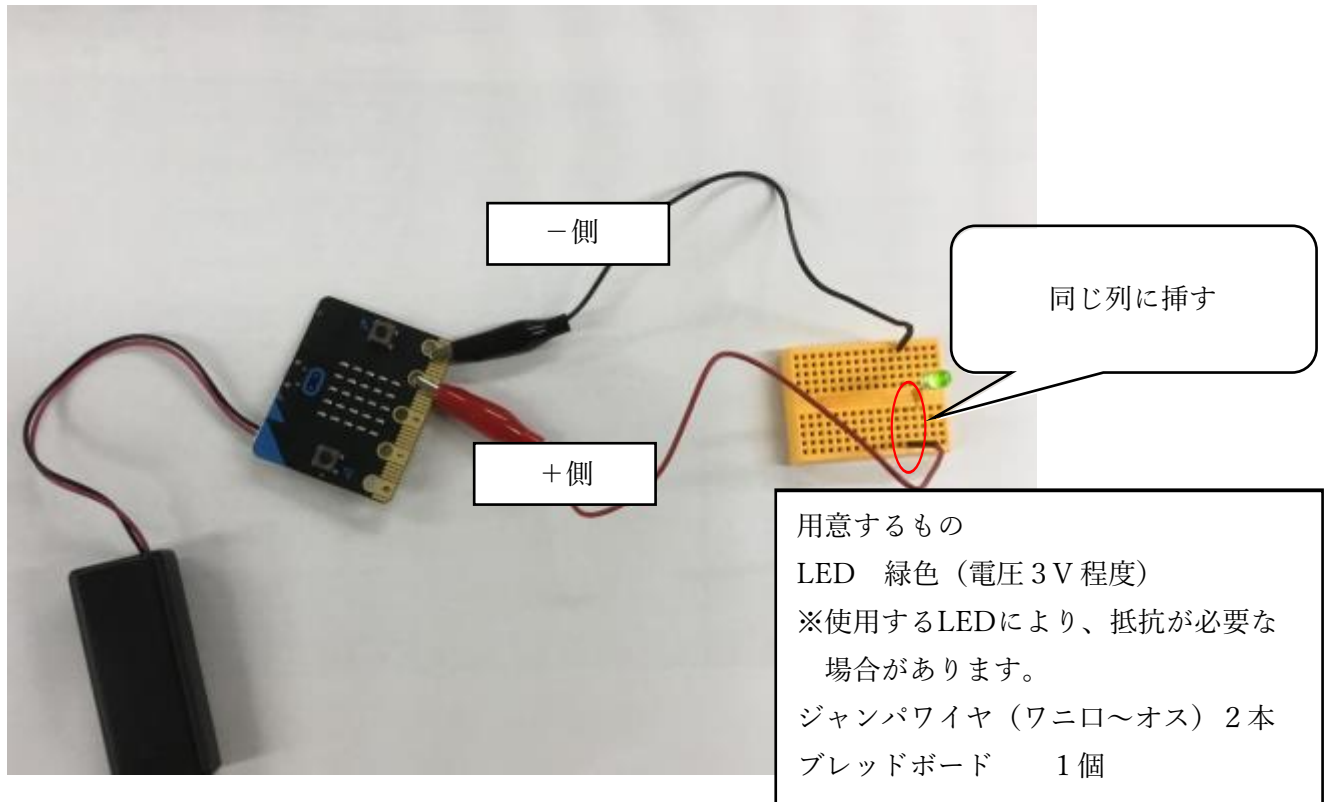 －側
同じ列に挿す
＋側
用意するもの
LED　緑色（電圧３V 程度）
※使用するLEDにより、抵抗が必要な
場合があります。
ジャンパワイヤ（ワニ口～オス）２本
ブレッドボード　　１個